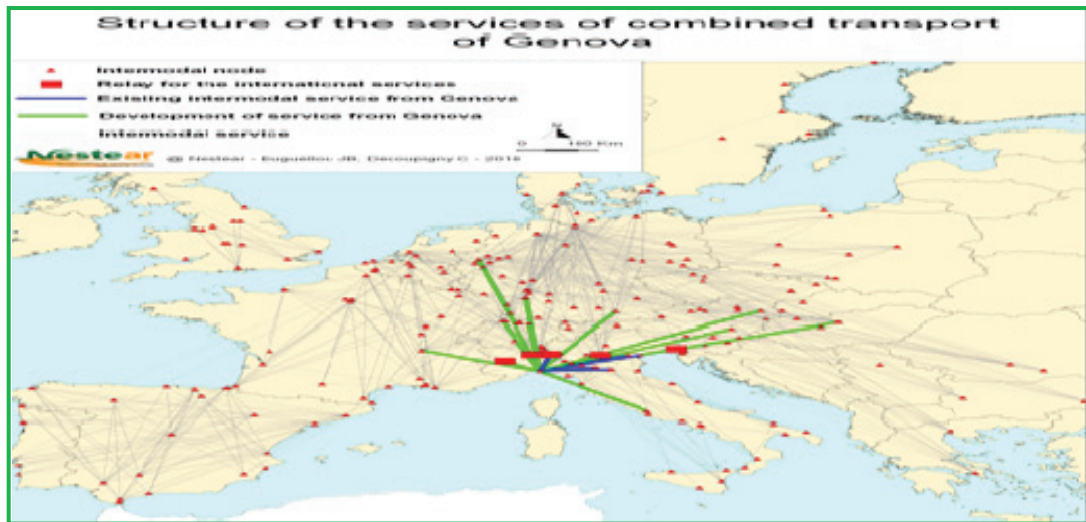 Structure of the services of combined transport
of Genova
Intermodal node
Relay for the international services
Existing intermodal service from Genova
Development of service from Genova
Intermodal service
N
0 160 Km
Nestear @ Nestear - JB, Decoupigny C - 2016